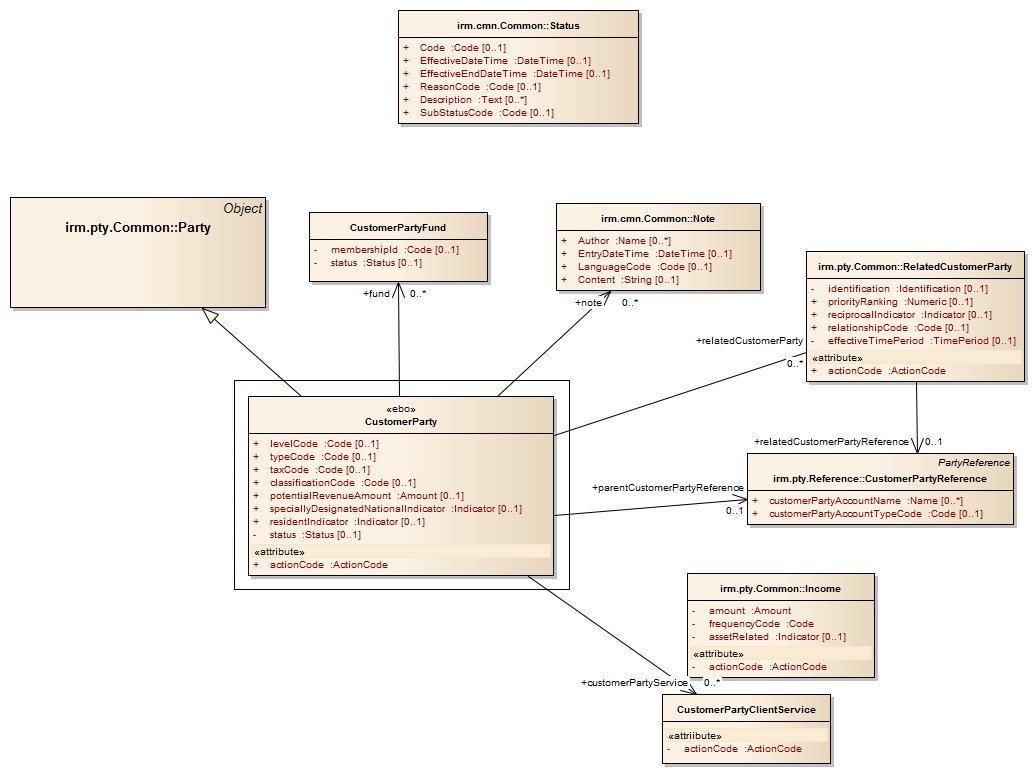 irm.cmn.Common::Status
+ Code :Code [0..1]
+ EffectiveDateTime :DateTime [0..1]
+ EffectiveEndDateTime :DateTime [0..1]
+ ReasonCode :Code [0..1]
+ Description :Text [0..*]
+ SubStatusCode :Code [0..1]
Object
irm.pty.Common::Party
CustomerPartyFund
- membershipId :Code [0..1]
- status :Status [0..1]
+fund 0..*
irm.cmn.Common::Note
+ Author :Name [0..*]
+ EntryDateTime :DateTime [0..1]
+ LanguageCode :Code [0..1]
+ Content :String [0..1]
+note 0..*
irm.pty.Common::RelatedCustomerParty
- identification :Identification [0..1]
+ priorityRanking :Numeric [0..1]
+ reciprocalIndicator :Indicator [0..1]
+ relationshipCode :Code [0..1]
- effectiveTimePeriod :TimePeriod [0..1]
«attribute»
+ actionCode :ActionCode
+relatedCustomerParty
0..*
«ebo»
CustomerParty
+ levelCode :Code [0..1]
+ typeCode :Code [0..1]
+ taxCode :Code [0..1]
+ classificationCode :Code [0..1]
+ potentialRevenueAmount :Amount [0..1]
+ speciallyDesignatedNationalIndicator :Indicator [0..1]
+ residentIndicator :Indicator [0..1]
- status :Status [0..1]
«attribute»
+ actionCode :ActionCode
+relatedCustomerPartyReference 0..1
PartyReference
irm.pty.Reference::CustomerPartyReference
+ customerPartyAccountName :Name [0..*]
+ customerPartyAccountTypeCode :Code [0..1]
+parentCustomerPartyReference
0..1
irm.pty.Common::Income
- amount :Amount
- frequencyCode :Code
- assetRelated :Indicator [0..1]
«attribute»
- actionCode :ActionCode
+customerPartyService 0..*
CustomerPartyClientService
«attriibute»
- actionCode :ActionCode